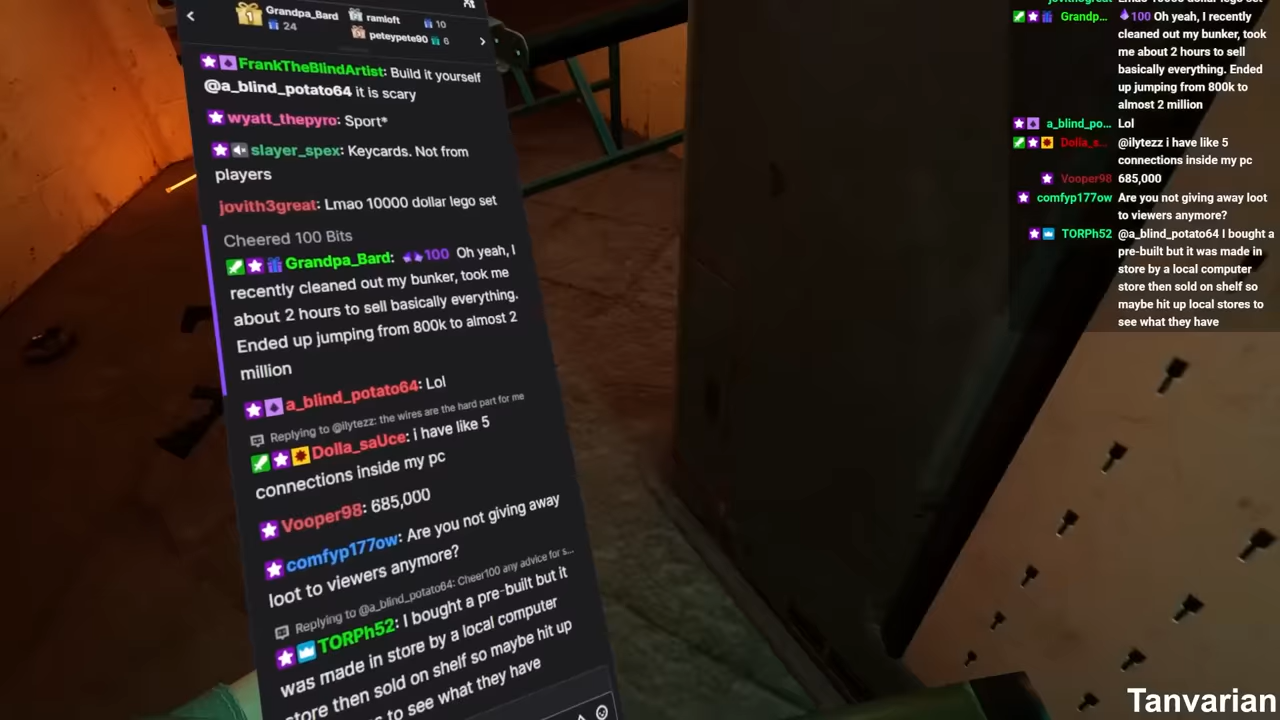 Grandpa_Bard
24
ramloft
10
peteypete90
6
FrankTheBlindArtist: Build it yourself
@a_blind_potato64 it is scary
wyatt_thepyro: Sport*
slayer_spex: Keycards. Not from
players
jovith3great: Lmao 10000 dollar lego set
Cheered 100 Bits
Grandpa_Bard: 100 Oh yeah, I
recently cleaned out my bunker, took me
about 2 hours to sell basically everything.
Ended up jumping from 800k to almost 2
million
a_blind_potato64: Lol
Replying to @ilytezz: the wires are the hard part for me
Dolla_saUce: i have like 5
connections inside my pc
Vooper98: 685,000
comfyp177ow: Are you not giving away
loot to viewers anymore?
Replying to @a_blind_potato64: Cheer100 any advice for s...
TORPh52: I bought a pre-built but it
was made in store by a local computer
store then sold on shelf so maybe hit up
to see what they have
Grandp... 100 Oh yeah, I recently
cleaned out my bunker, took
me about 2 hours to sell
basically everything. Ended
up jumping from 800k to
almost 2 million
a_blind_po... Lol
Dolla_s... @ilytezz i have like 5
connections inside my pc
Vooper98 685,000
comfyp177ow Are you not giving away loot
to viewers anymore?
TORPh52 @a_blind_potato64 I bought a
pre-built but it was made in
store by a local computer
store then sold on shelf so
maybe hit up local stores to
see what they have
Tanvarian